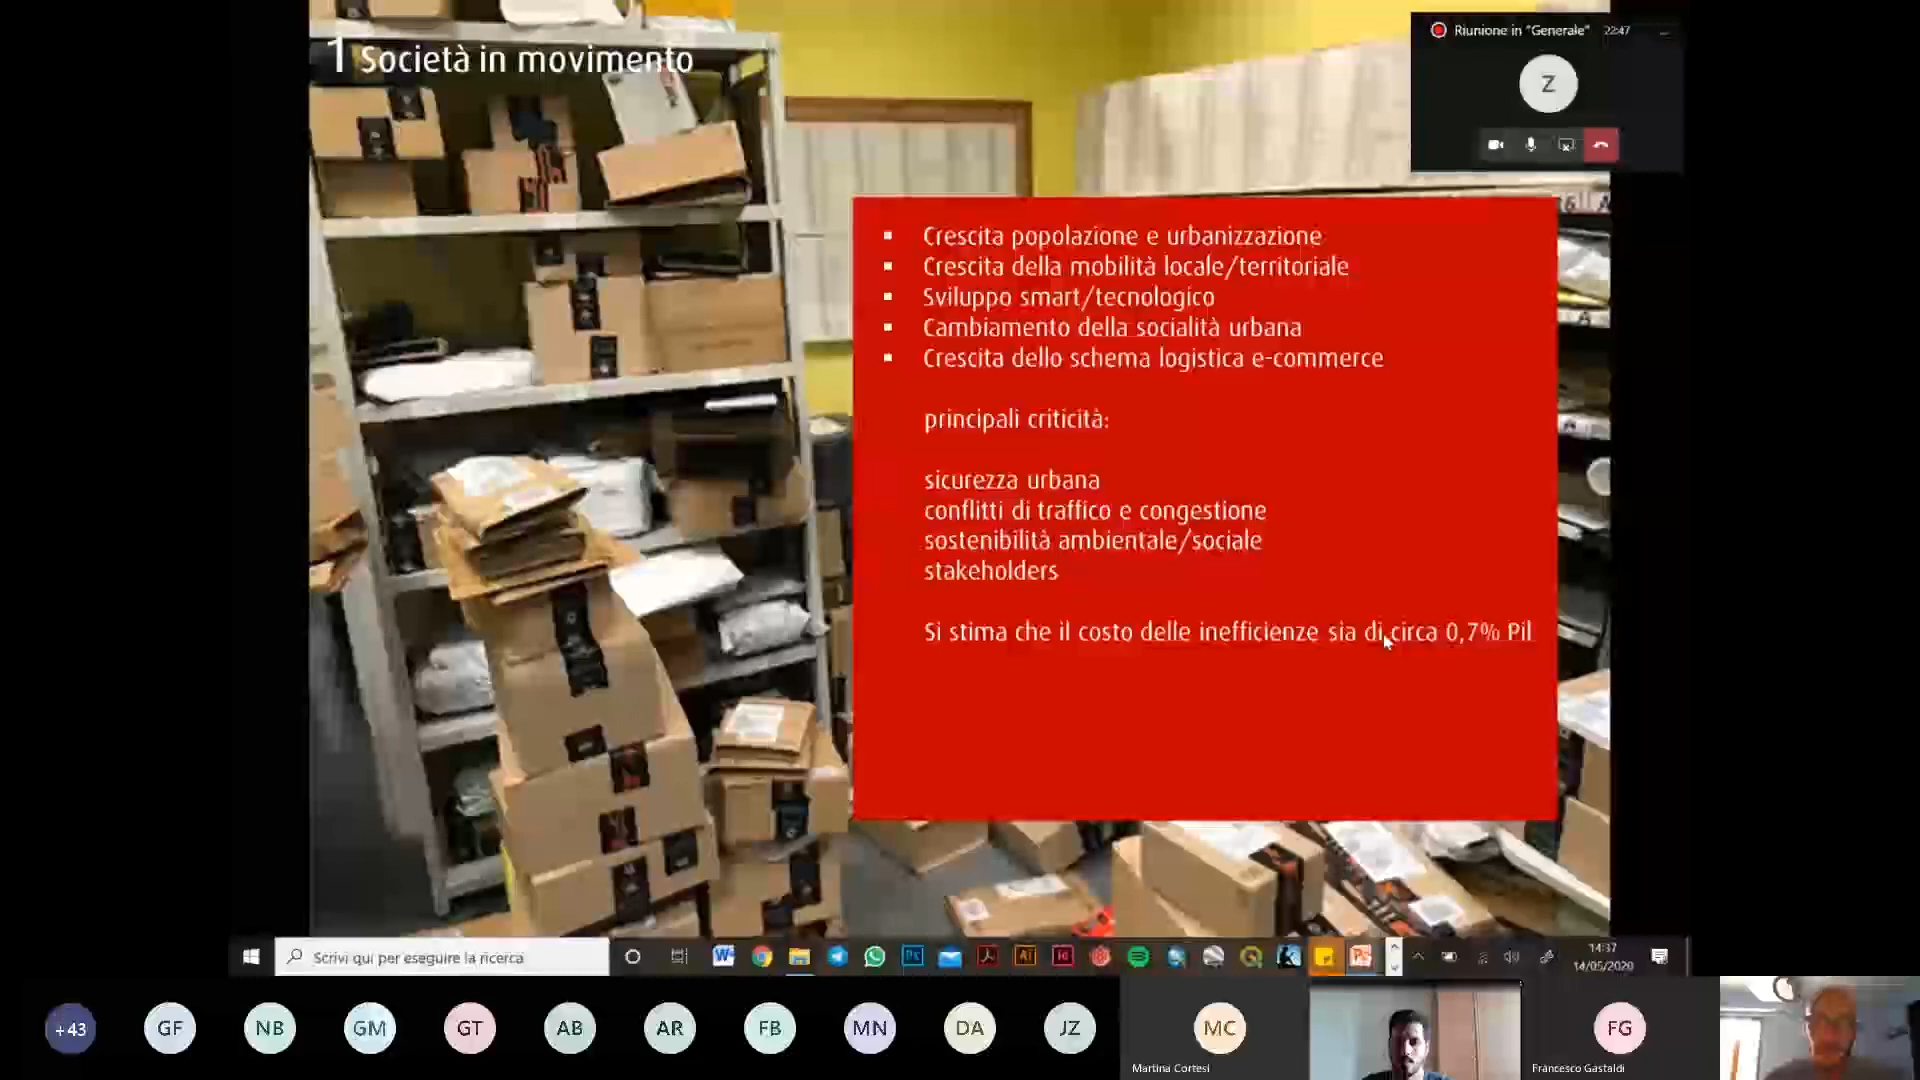 1 Società in movimento
Riunione in "Generale" 22:47
Z
▪ Crescita popolazione e urbanizzazione
▪ Crescita della mobilità locale/territoriale
▪ Sviluppo smart/tecnologico
▪ Cambiamento della socialità urbana
▪ Crescita dello schema logistica e-commerce
principali criticità:
sicurezza urbana
conflitti di traffico e congestione
sostenibilità ambientale/sociale
stakeholders
Si stima che il costo delle inefficienze sia di circa 0,7% Pil
Scrivi qui per eseguire la ricerca
14:37
14/05/2020
+43 GF NB GM GT AB AR FB MN DA JZ MC FG
Martina Cortesi Francesco Gastaldi